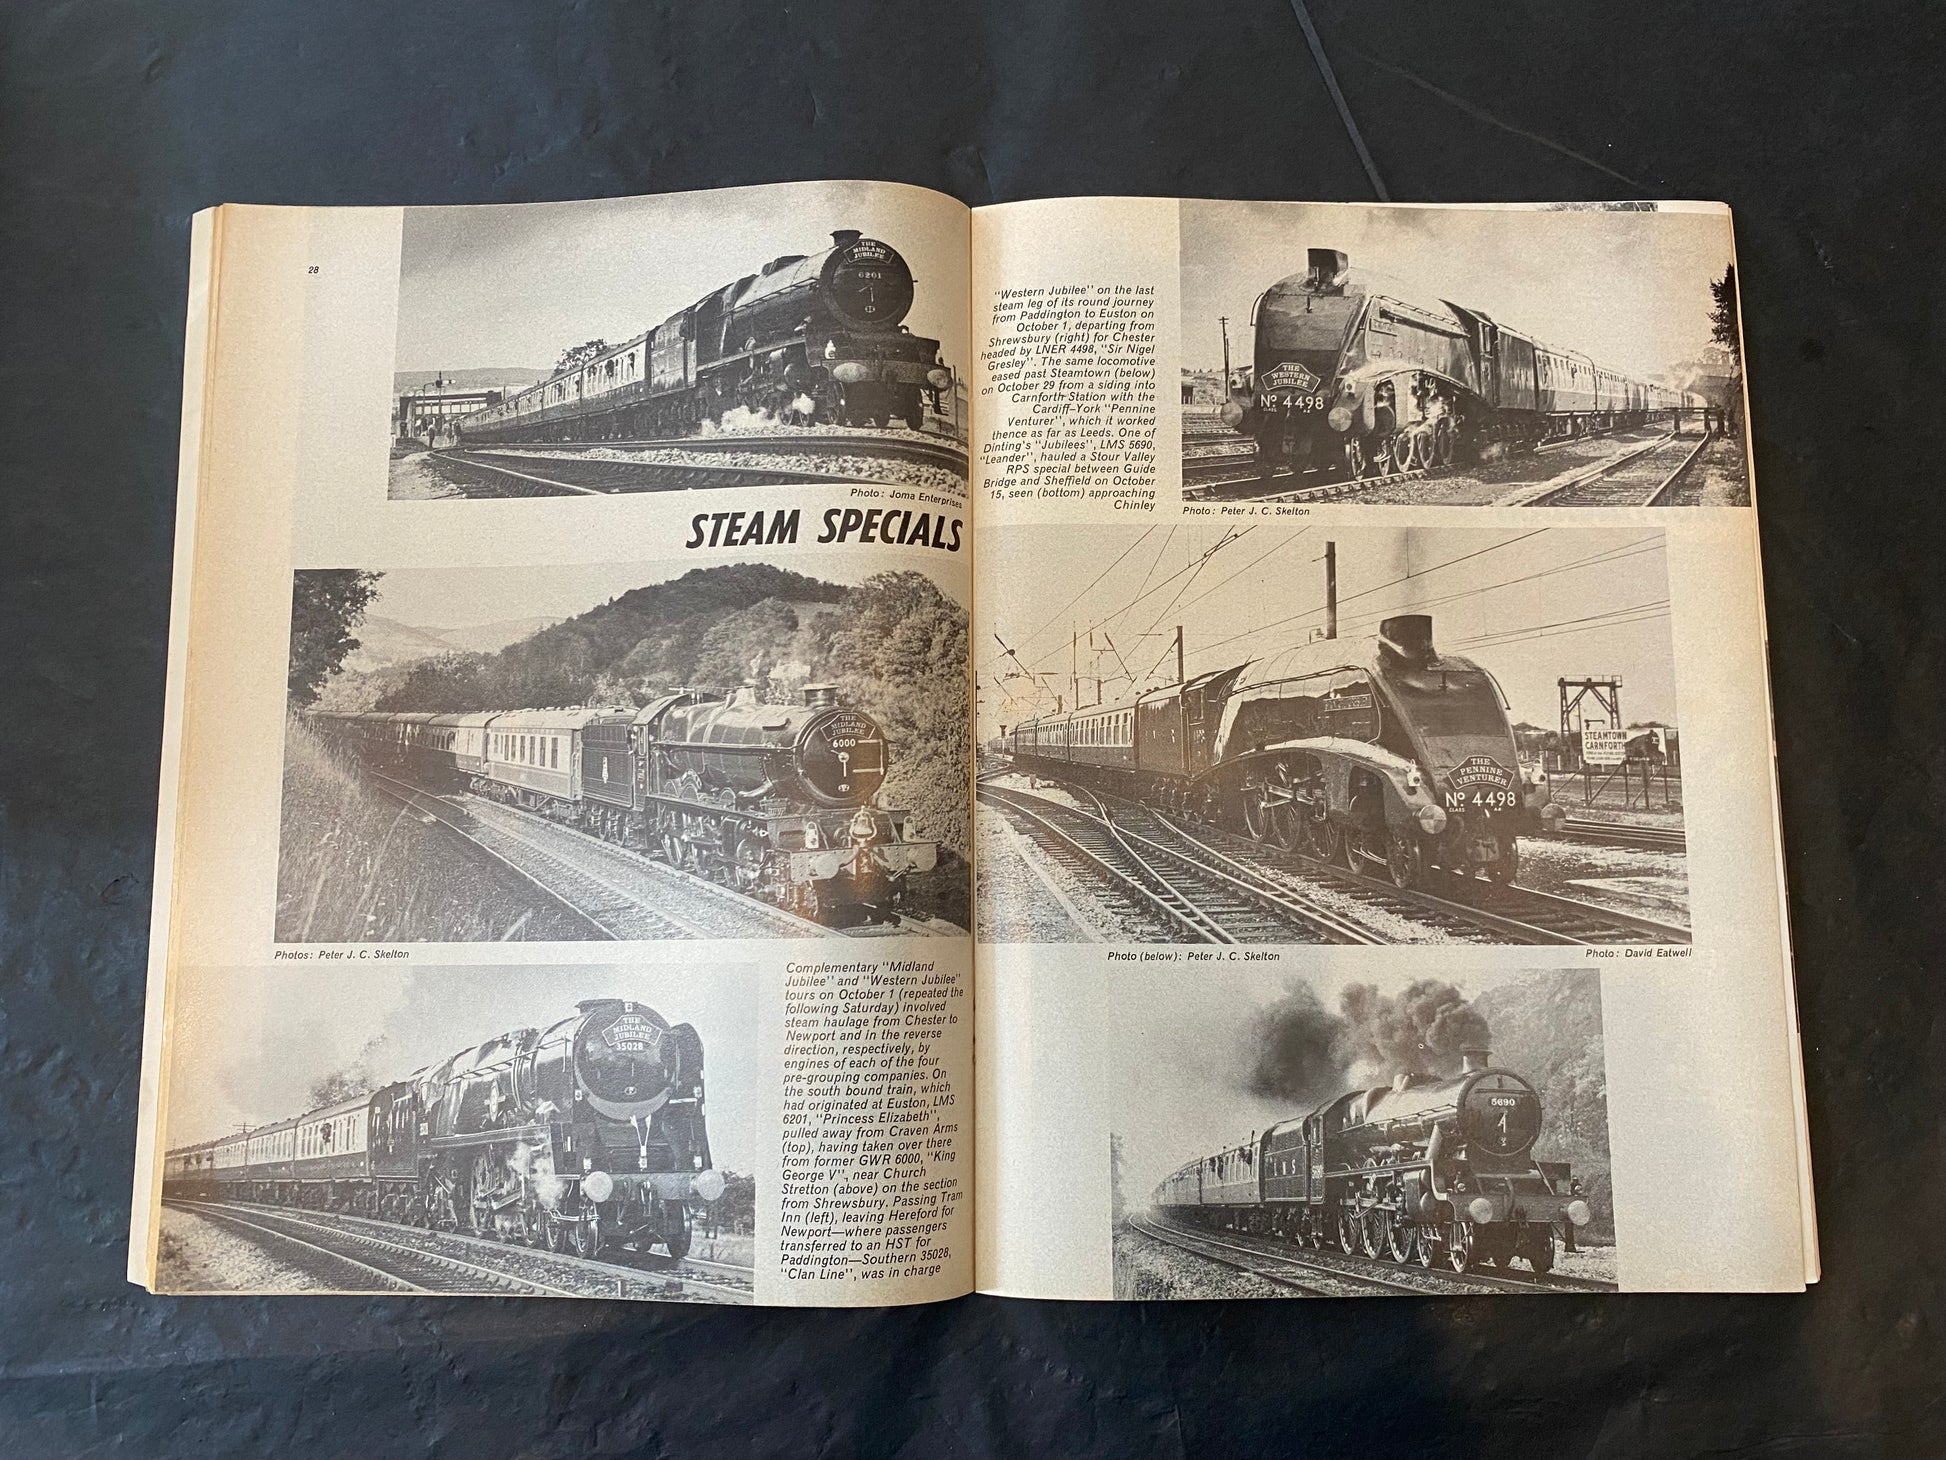 28
THE
MIDLAND
JUBILEE
6201
Photo: Joma Enterprises
STEAM SPECIALS
THE
MIDLAND
JUBILEE
6000
Photos: Peter J. C. Skelton
THE
MIDLAND
JUBILEE
35028
Complementary "Midland
Jubilee" and "Western Jubilee"
tours on October 1 (repeated the
following Saturday) involved
steam haulage from Chester to
Newport and in the reverse
direction, respectively, by
engines of each of the four
pre-grouping companies. On
the south bound train, which
had originated at Euston, LMS
6201, "Princess Elizabeth",
pulled away from Craven Arms
(top), having taken over there
from former GWR 6000, "King
George V", near Church
Stretton (above) on the section
from Shrewsbury. Passing Tram
Inn (left), leaving Hereford for
Newport—where passengers
transferred to an HST for
Paddington—Southern 35028,
"Clan Line", was in charge
"Western Jubilee" on the last
steam leg of its round journey
from Paddington to Euston on
October 1, departing from
Shrewsbury (right) for Chester
headed by LNER 4498, "Sir Nigel
Gresley". The same locomotive
eased past Steamtown (below)
on October 29 from a siding into
Carnforth Station with the
Cardiff–York "Pennine
Venturer", which it worked
thence as far as Leeds. One of
Dinting's "Jubilees", LMS 5690,
"Leander", hauled a Stour Valley
RPS special between Guide
Bridge and Sheffield on October
15, seen (bottom) approaching
Chinley
THE
WESTERN
JUBILEE
Nº 4498
CLASS A4
Photo: Peter J. C. Skelton
STEAMTOWN
CARNFORTH
THE
PENNINE
VENTURER
Nº 4498
CLASS A4
Photo (below): Peter J. C. Skelton
Photo: David Eatwell
5690
LMS